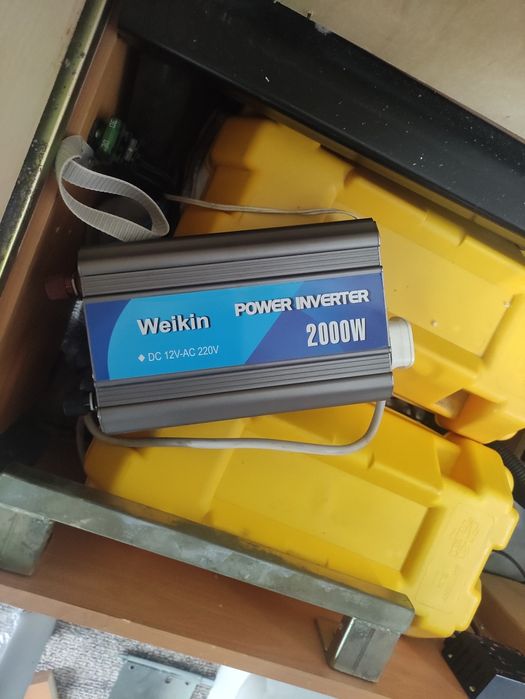 Weikin
POWER INVERTER
2000W
DC 12V-AC 220V